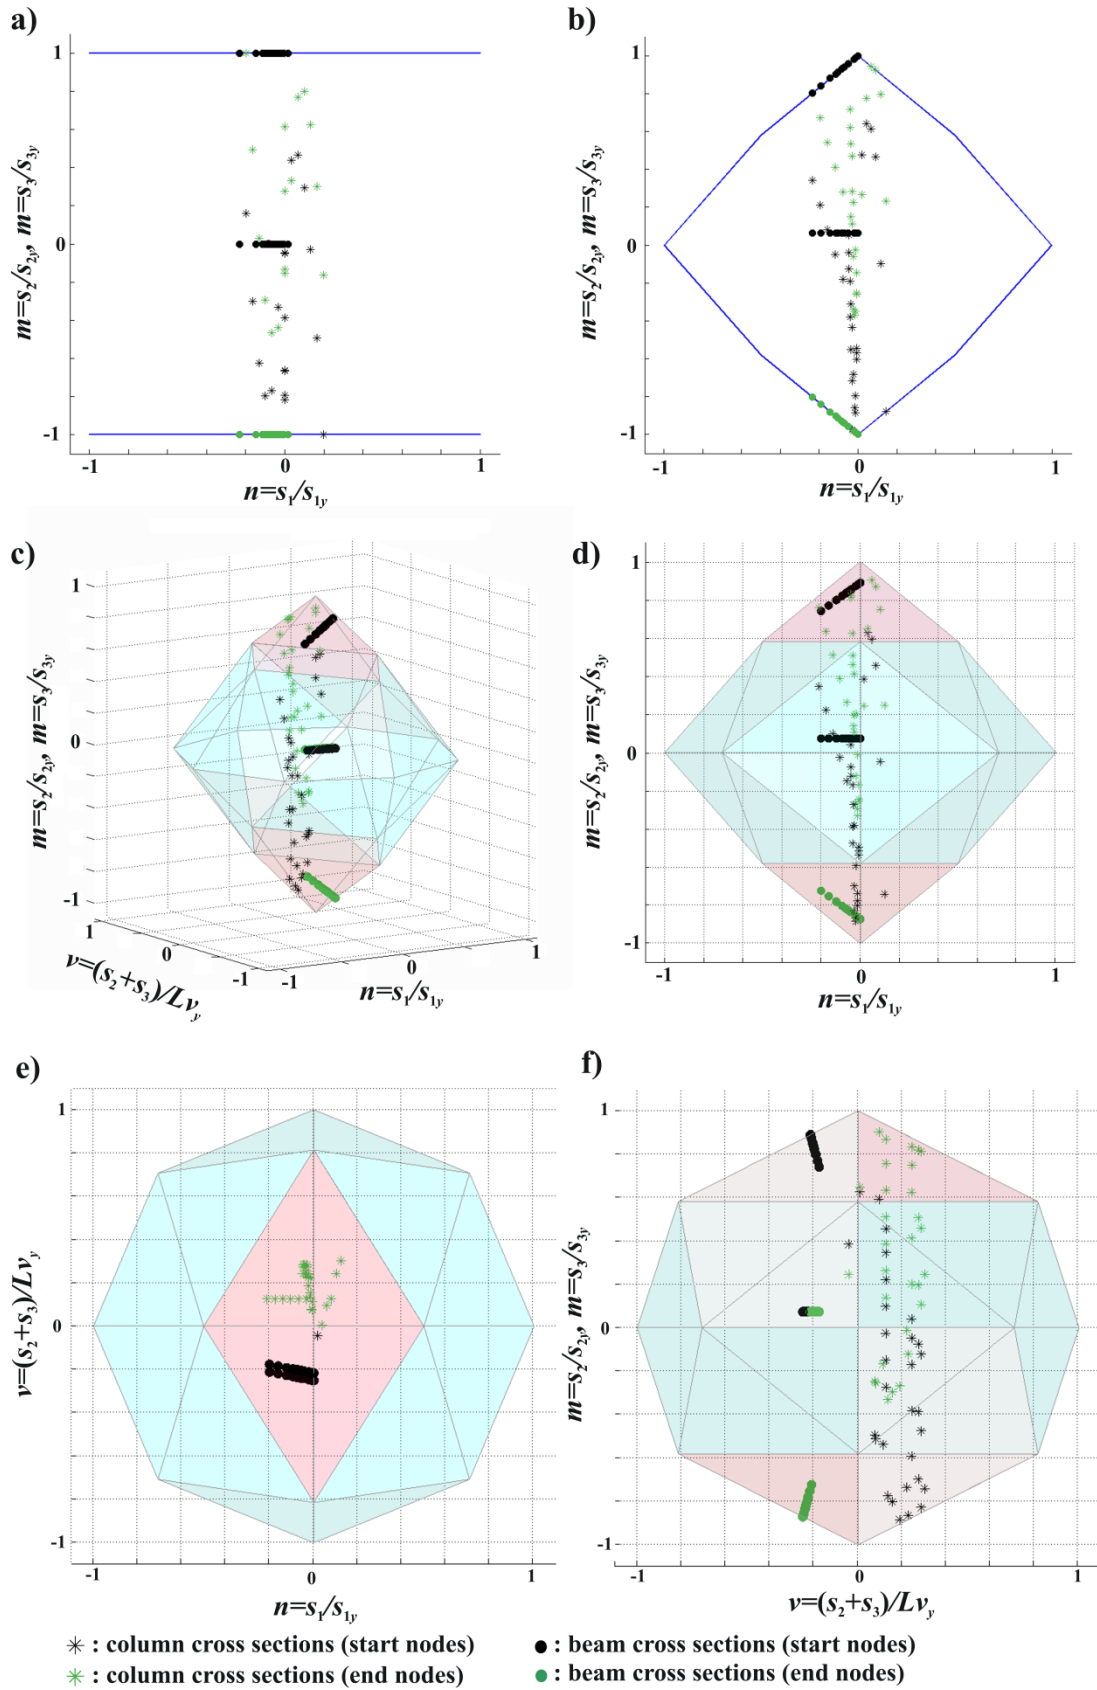 a)
b)
1
0
-1
-1
0
1
m=s₂/s₂y, m=s₃/s₃y
n=s₁/s₁y
1
0
-1
-1
0
1
m=s₂/s₂y, m=s₃/s₃y
n=s₁/s₁y
c)
d)
1
0
-1
1
0
-1
0
1
m=s₂/s₂y, m=s₃/s₃y
v=(s₂+s₃)/Lvy
n=s₁/s₁y
1
0
-1
-1
0
1
m=s₂/s₂y, m=s₃/s₃y
n=s₁/s₁y
e)
f)
1
0
-1
-1
0
1
v=(s₂+s₃)/Lvy
n=s₁/s₁y
1
0
-1
-1
0
1
m=s₂/s₂y, m=s₃/s₃y
v=(s₂+s₃)/Lvy
: column cross sections (start nodes)
: beam cross sections (start nodes)
: column cross sections (end nodes)
: beam cross sections (end nodes)